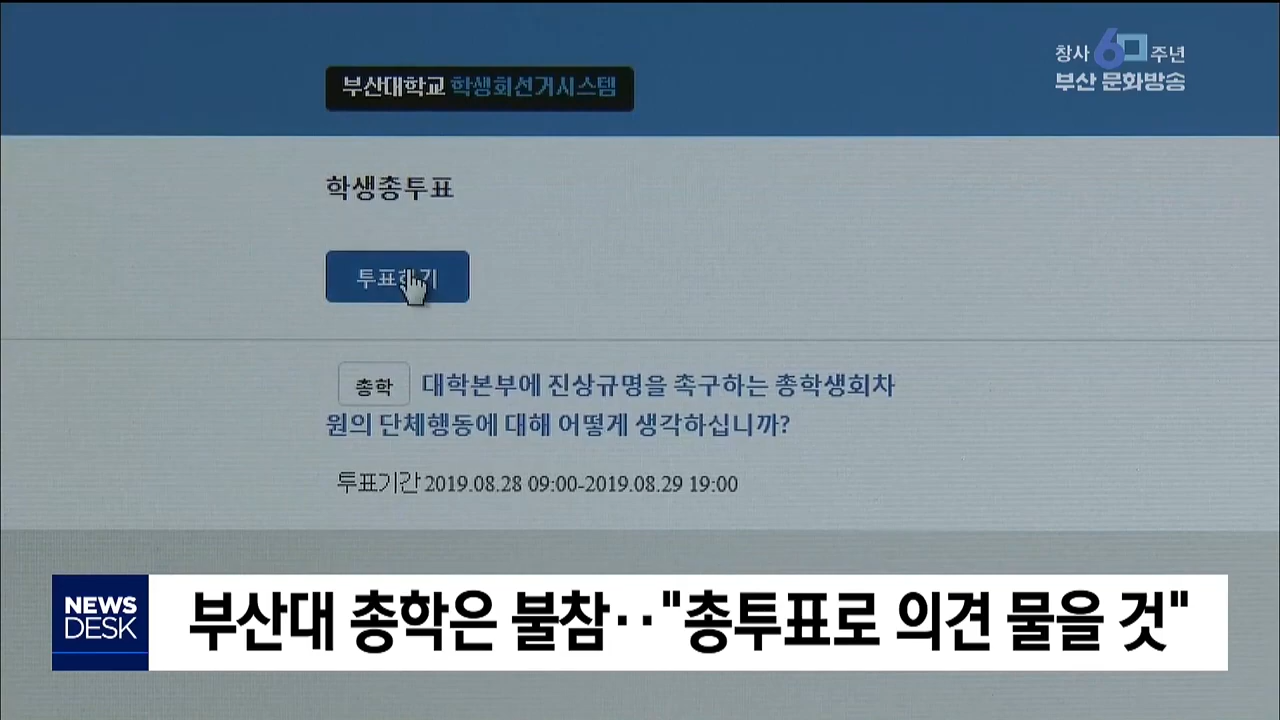 창사 60 주년
부산 문화방송
부산대학교 학생회선거시스템
학생총투표
투표하기
총학 대학본부에 진상규명을 촉구하는 총학생회차
원의 단체행동에 대해 어떻게 생각하십니까?
투표기간 2019.08.28 09:00-2019.08.29 19:00
NEWS
DESK
부산대 총학은 불참‥"총투표로 의견 물을 것"